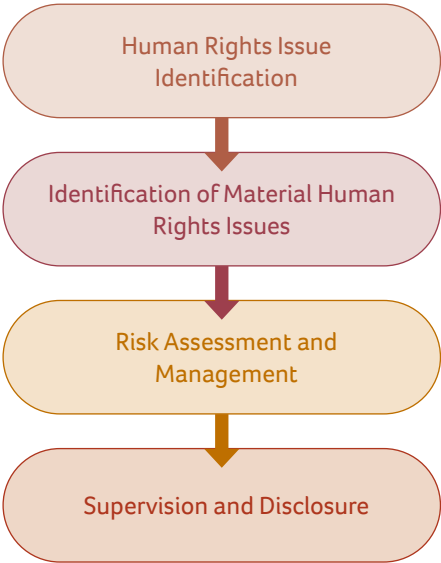 Human Rights Issue
Identification
Identification of Material Human
Rights Issues
Risk Assessment and
Management
Supervision and Disclosure